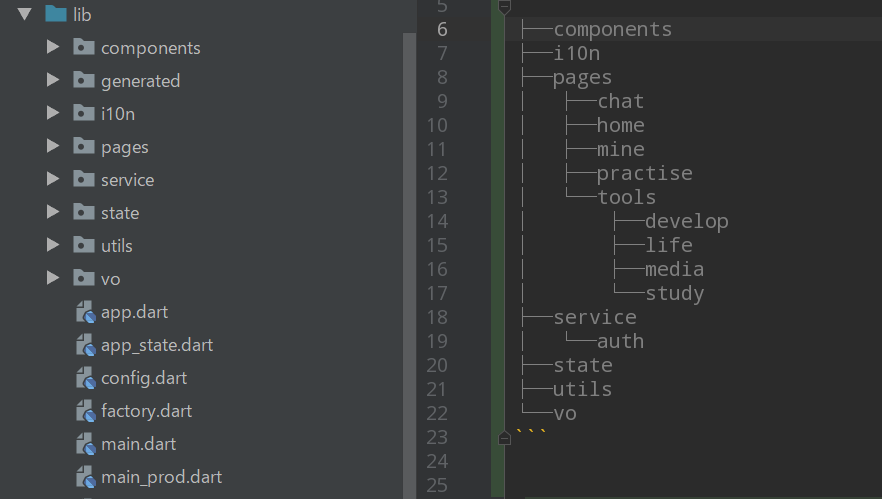 lib
components
generated
i10n
pages
service
state
utils
vo
app.dart
app_state.dart
config.dart
factory.dart
main.dart
main_prod.dart
5
6 ├──components
7 ├──i10n
8 ├──pages
9 │  ├──chat
10 │  ├──home
11 │  ├──mine
12 │  ├──practise
13 │  └──tools
14 │      ├──develop
15 │      ├──life
16 │      ├──media
17 │      └──study
18 ├──service
19 │  └──auth
20 ├──state
21 ├──utils
22 └──vo
23 ```
24
25